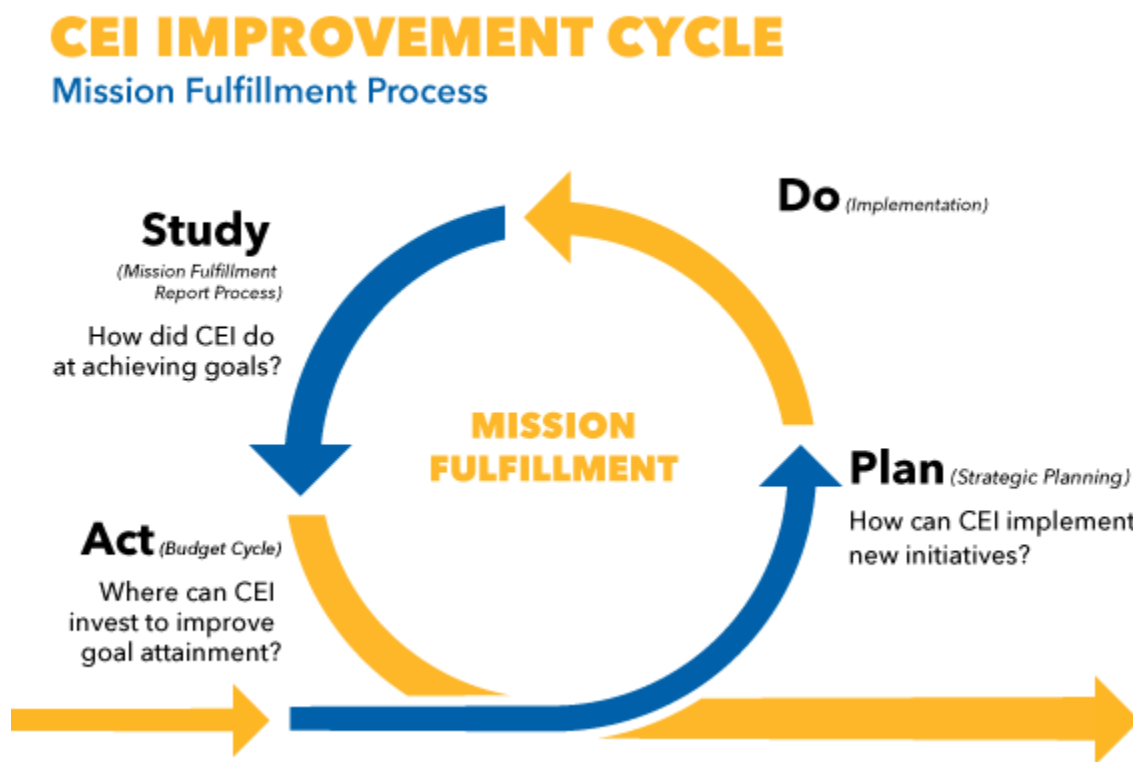 CEI IMPROVEMENT CYCLE
Mission Fulfillment Process
Study
(Mission Fulfillment
Report Process)
How did CEI do
at achieving goals?
Do (Implementation)
MISSION
FULFILLMENT
Plan (Strategic Planning)
How can CEI implement
new initiatives?
Act (Budget Cycle)
Where can CEI
invest to improve
goal attainment?